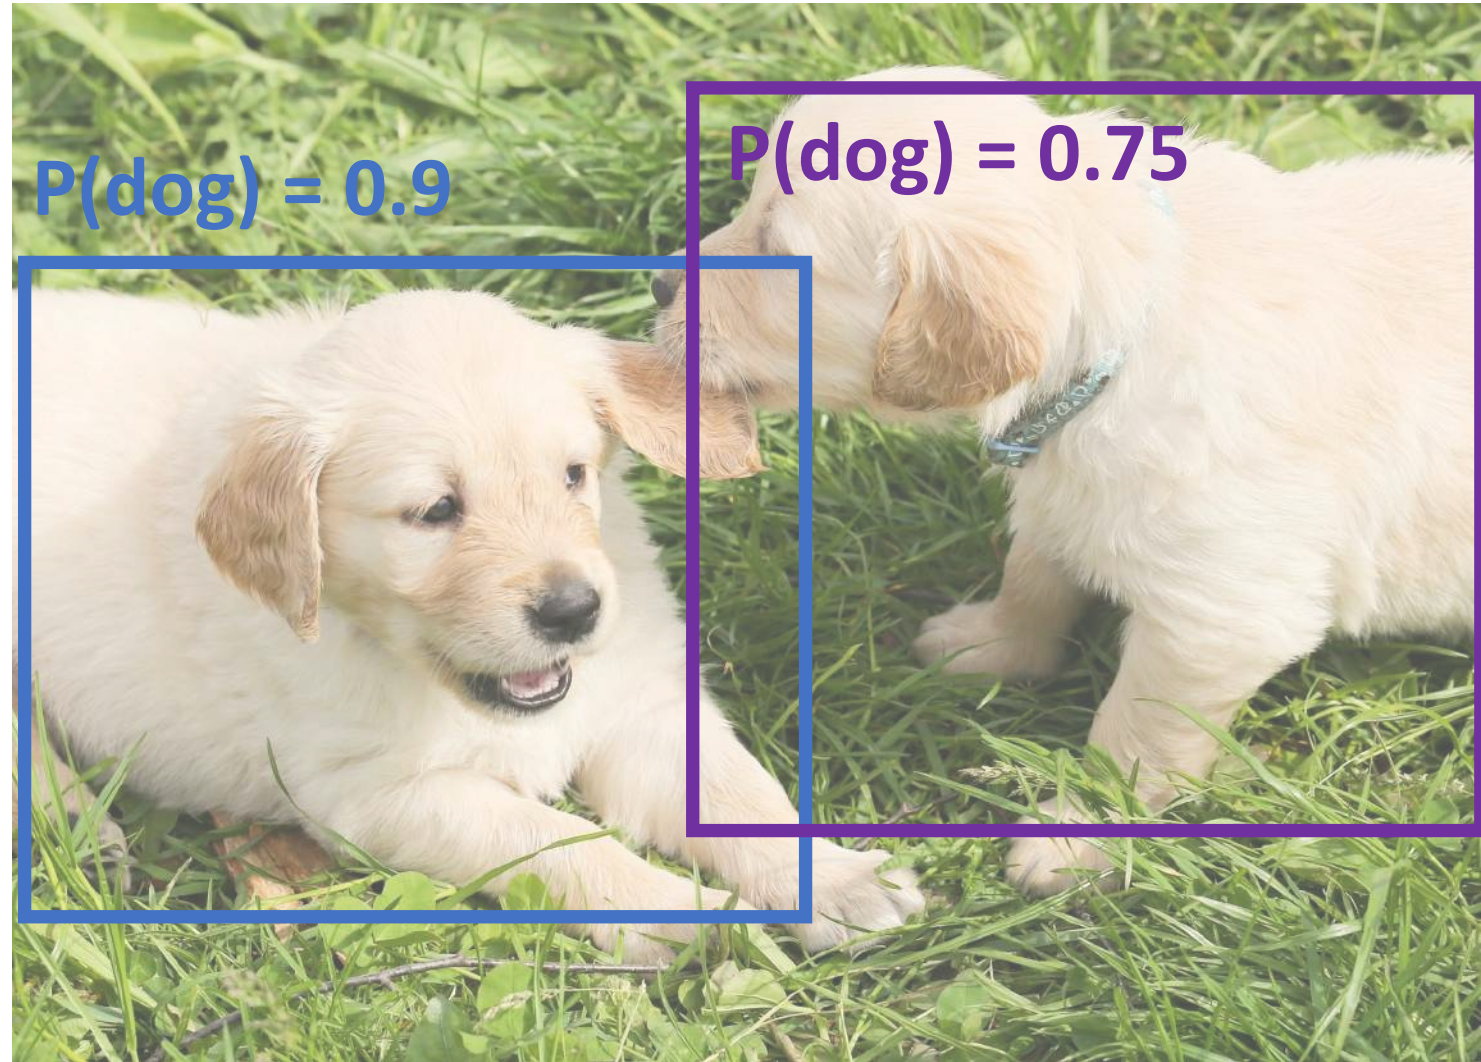 P(dog) = 0.9
P(dog) = 0.75